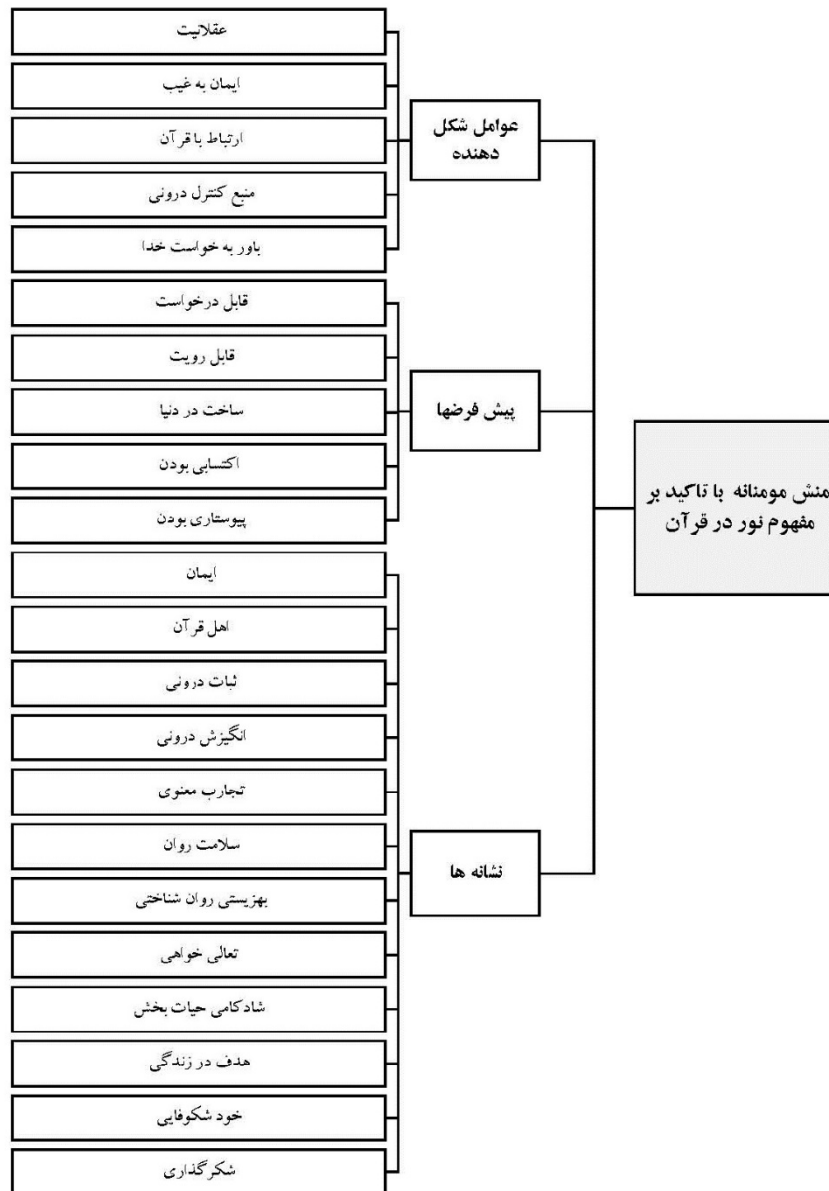 منش مومنانه با تاکید بر
مفهوم نور در قرآن
عوامل شکل
دهنده
عقلانیت
ایمان به غیب
ارتباط با قرآن
منبع کنترل درونی
باور به خواست خدا
پیش فرضها
قابل درخواست
قابل رویت
ساخت در دنیا
اکتسابی بودن
پیوستاری بودن
نشانه ها
ایمان
اهل قرآن
ثبات درونی
انگیزش درونی
تجارب معنوی
سلامت روان
بهزیستی روان شناختی
تعالی خواهی
شادکامی حیات بخش
هدف در زندگی
خود شکوفایی
شکرگذاری